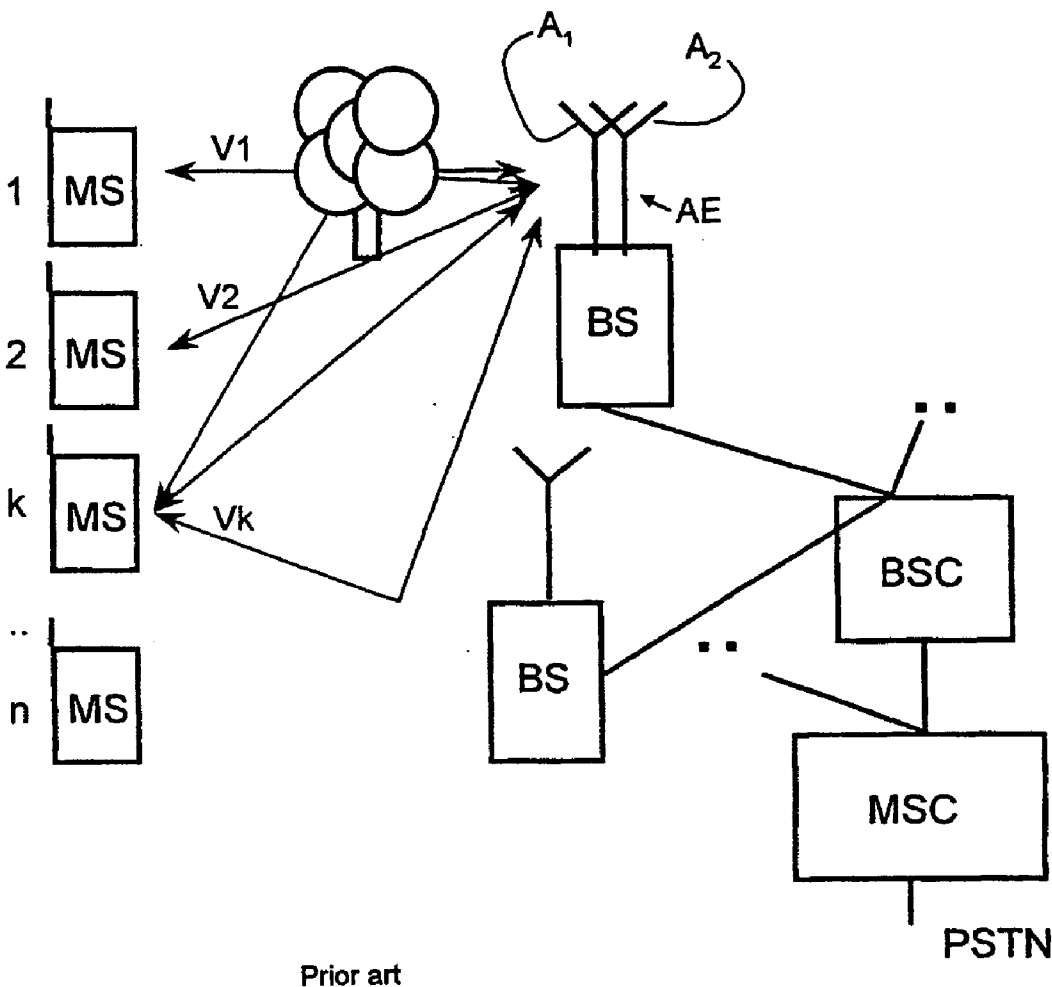 A₁
A₂
V1
1
MS
AE
V2
BS
2
MS
..
k
MS
Vk
BSC
..
..
BS
n
MS
MSC
PSTN
Prior art